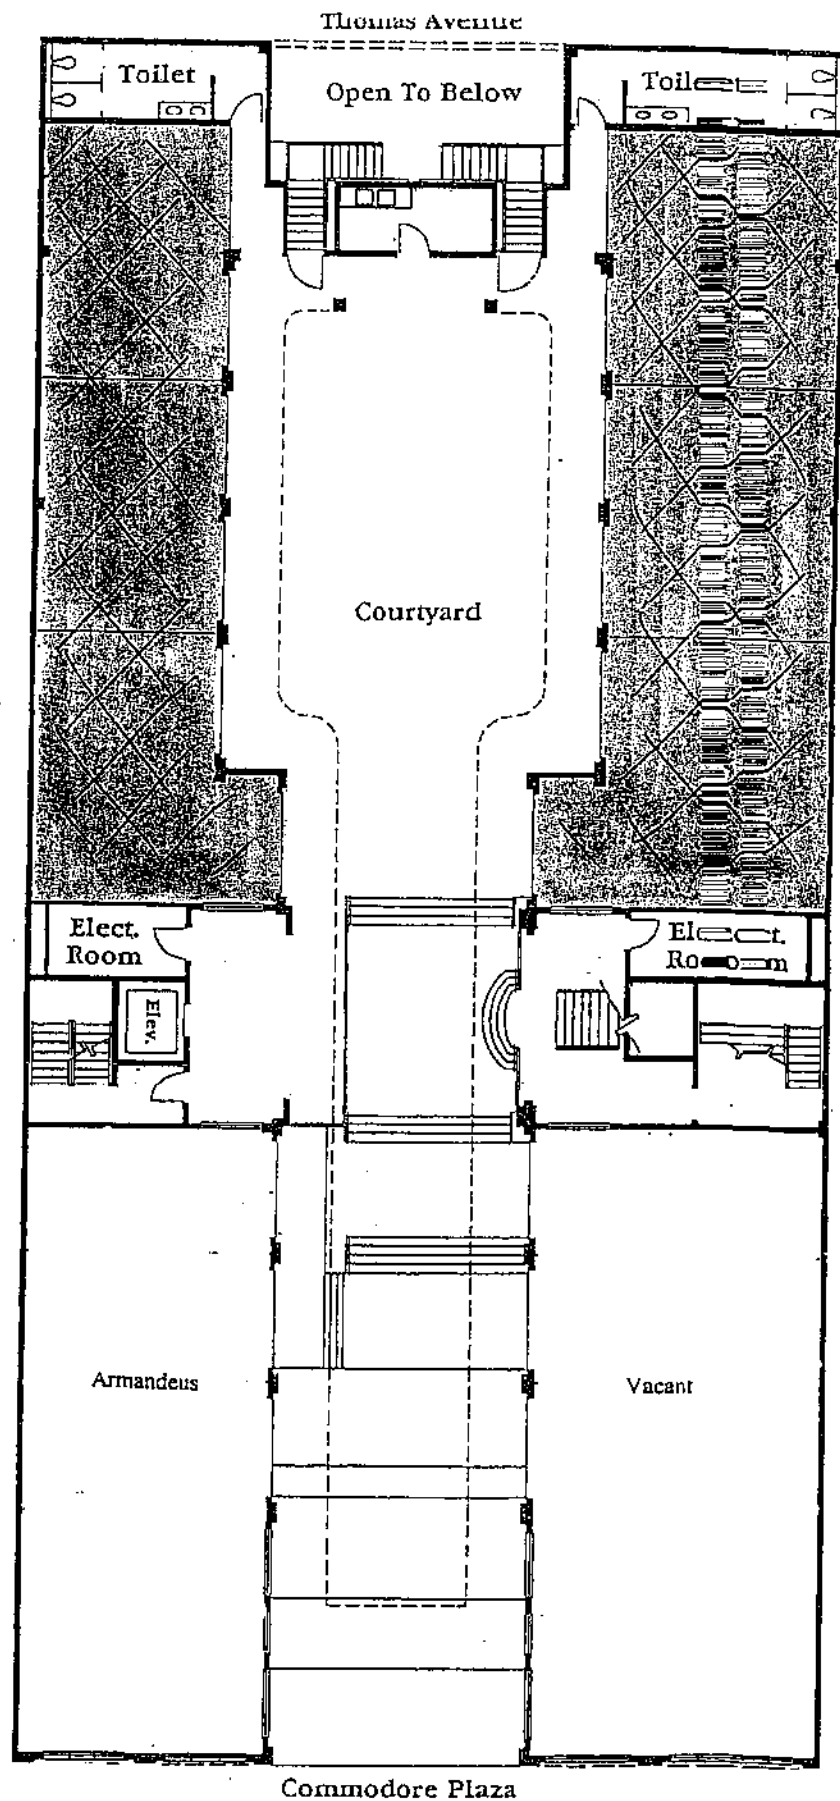 Thomas Avenue
Toilet
Open To Below
Courtyard
Elect.
Room
Elev.
Armandeus
Vacant
Commodore Plaza